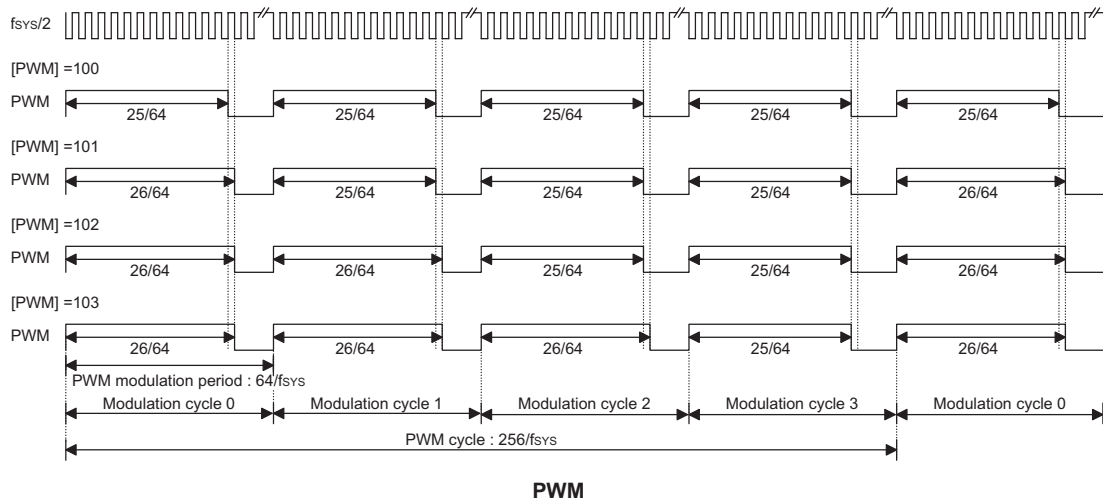 fSYS/2
[PWM] =100
PWM
25/64 25/64 25/64 25/64 25/64
[PWM] =101
PWM
26/64 25/64 25/64 25/64 26/64
[PWM] =102
PWM
26/64 26/64 25/64 25/64 26/64
[PWM] =103
PWM
26/64 26/64 26/64 25/64 26/64
PWM modulation period : 64/fSYS
Modulation cycle 0 Modulation cycle 1 Modulation cycle 2 Modulation cycle 3 Modulation cycle 0
PWM cycle : 256/fSYS
PWM